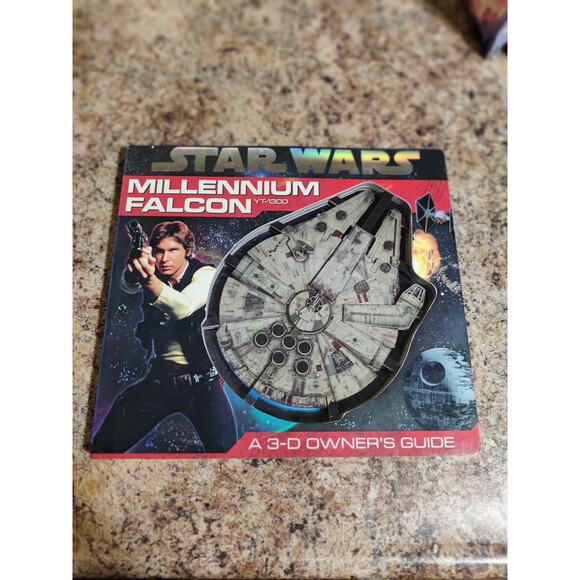 STAR WARS
MILLENNIUM
FALCON YT-1300
A 3-D OWNER'S GUIDE